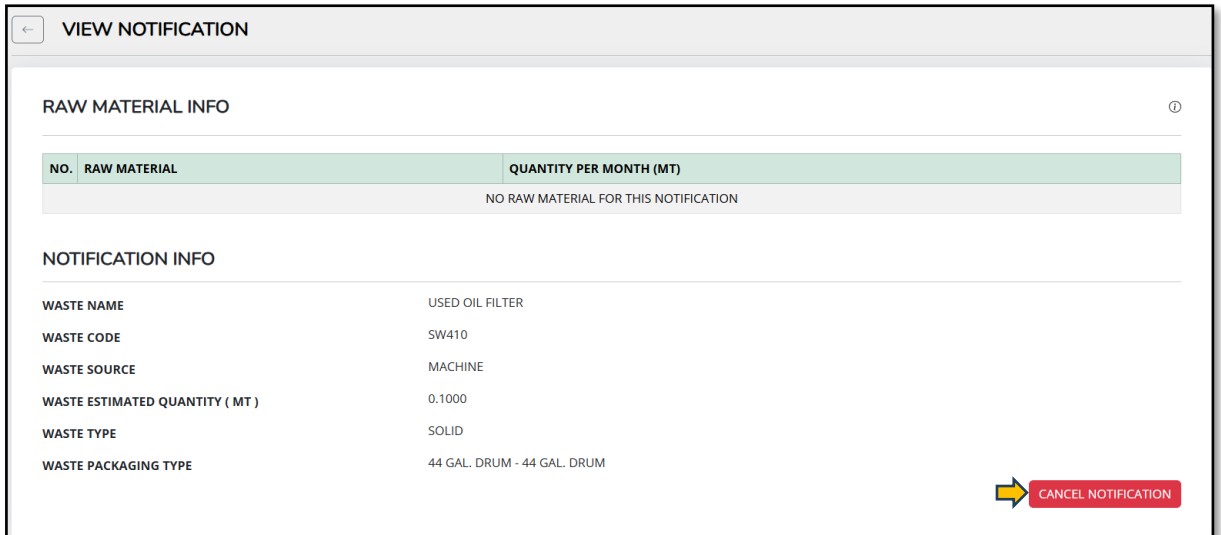 VIEW NOTIFICATION
RAW MATERIAL INFO
NO. RAW MATERIAL QUANTITY PER MONTH (MT)
NO RAW MATERIAL FOR THIS NOTIFICATION
NOTIFICATION INFO
WASTE NAME USED OIL FILTER
WASTE CODE SW410
WASTE SOURCE MACHINE
WASTE ESTIMATED QUANTITY ( MT ) 0.1000
WASTE TYPE SOLID
WASTE PACKAGING TYPE 44 GAL. DRUM - 44 GAL. DRUM
CANCEL NOTIFICATION